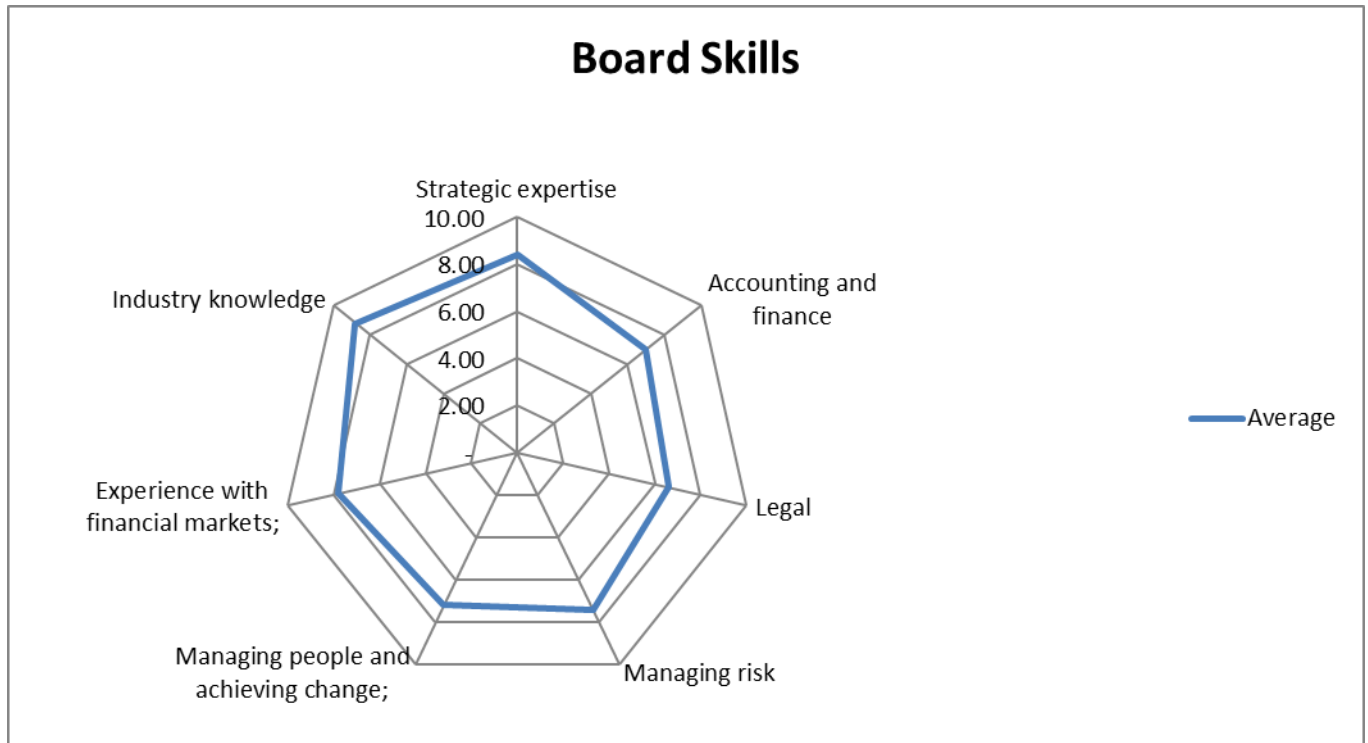 Board Skills
Strategic expertise
10.00
8.00
6.00
4.00
2.00
-
Accounting and
finance
Legal
Managing risk
Managing people and
achieving change;
Experience with
financial markets;
Industry knowledge
Average